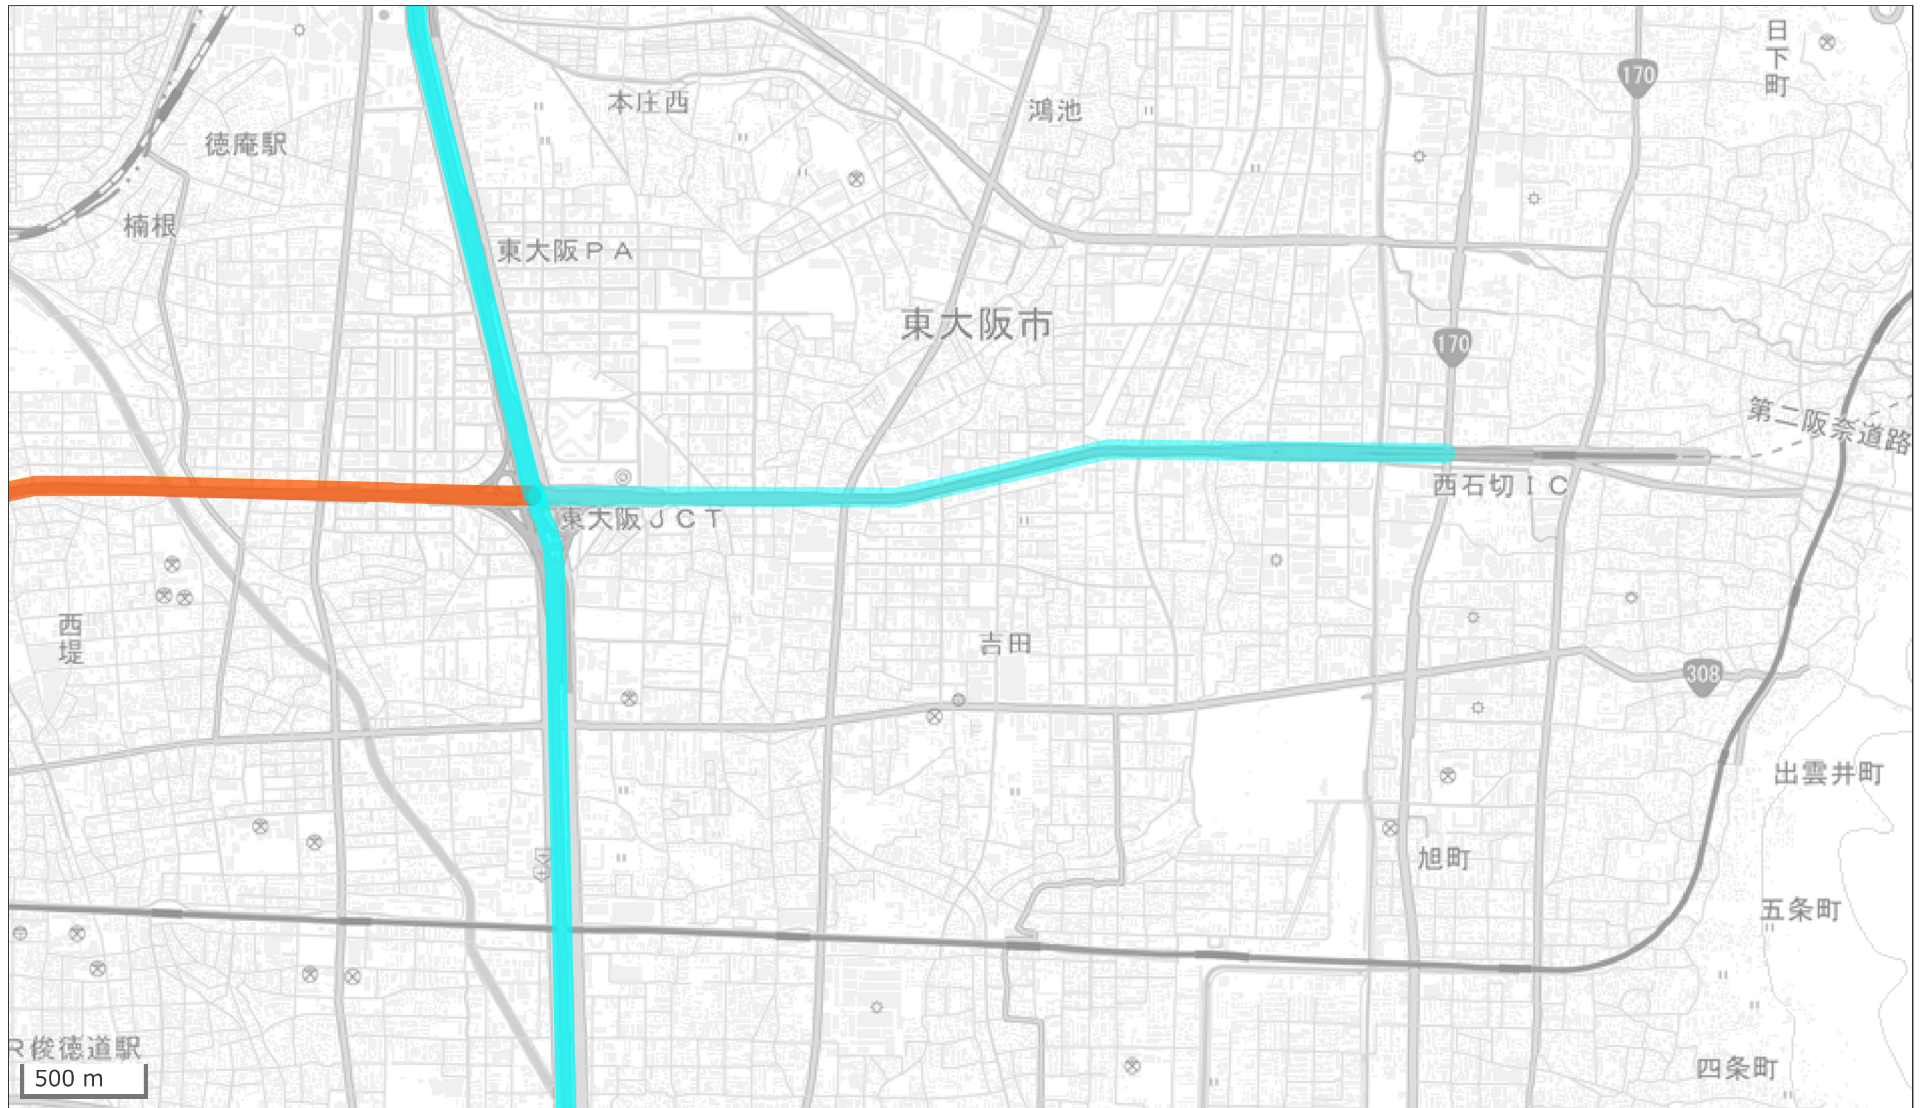 日下町
170
本庄西
鴻池
徳庵駅
楠根
東大阪ＰＡ
東大阪市
170
第二阪奈道路
西石切ＩＣ
東大阪ＪＣＴ
西堤
吉田
308
出雲井町
旭町
五条町
R俊徳道駅
四条町
500 m